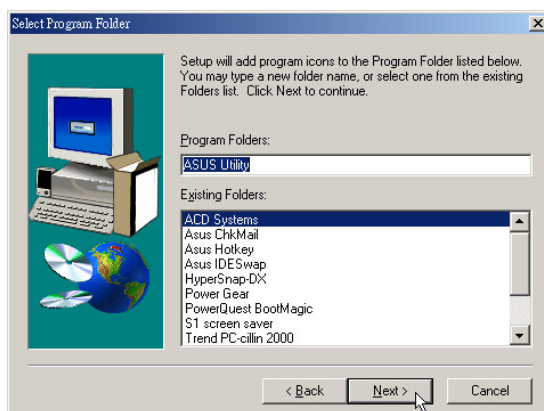 Select Program Folder
Setup will add program icons to the Program Folder listed below.
You may type a new folder name, or select one from the existing
Folders list. Click Next to continue.
Program Folders:
ASUS Utility
Existing Folders:
ACD Systems
Asus ChkMail
Asus Hotkey
Asus IDESwap
HyperSnap-DX
Power Gear
PowerQuest BootMagic
S1 screen saver
Trend PC-cillin 2000
< Back
Next >
Cancel